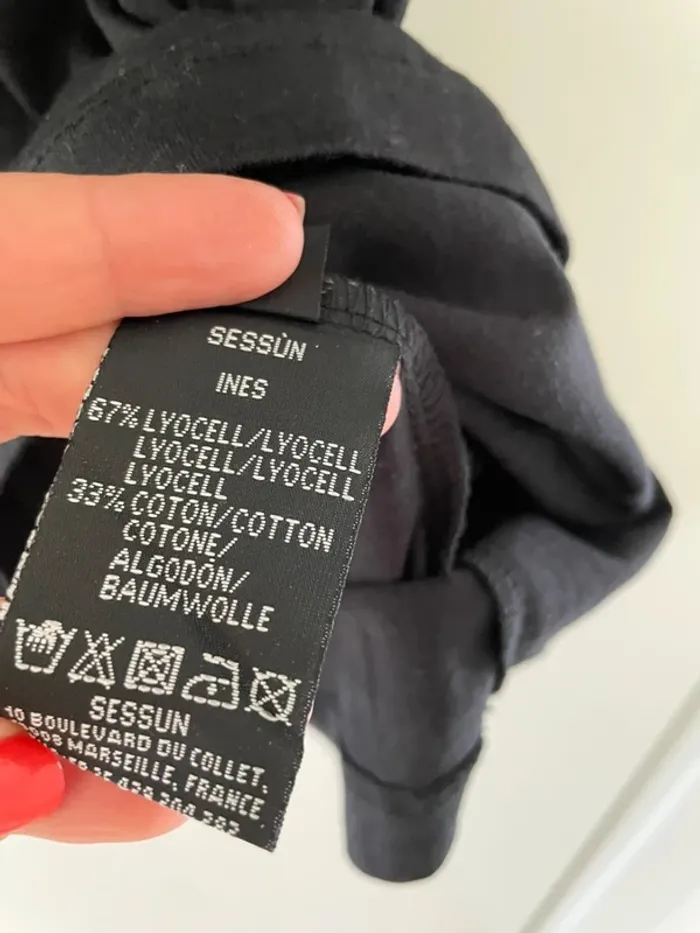 SESSÙN
INES
67% LYOCELL/LYOCELL
LYOCELL/LYOCELL
LYOCELL
33% COTON/COTTON
COTONE/
ALGODÓN/
BAUMWOLLE
SESSUN
10 BOULEVARD DU COLLET,
MARSEILLE, FRANCE